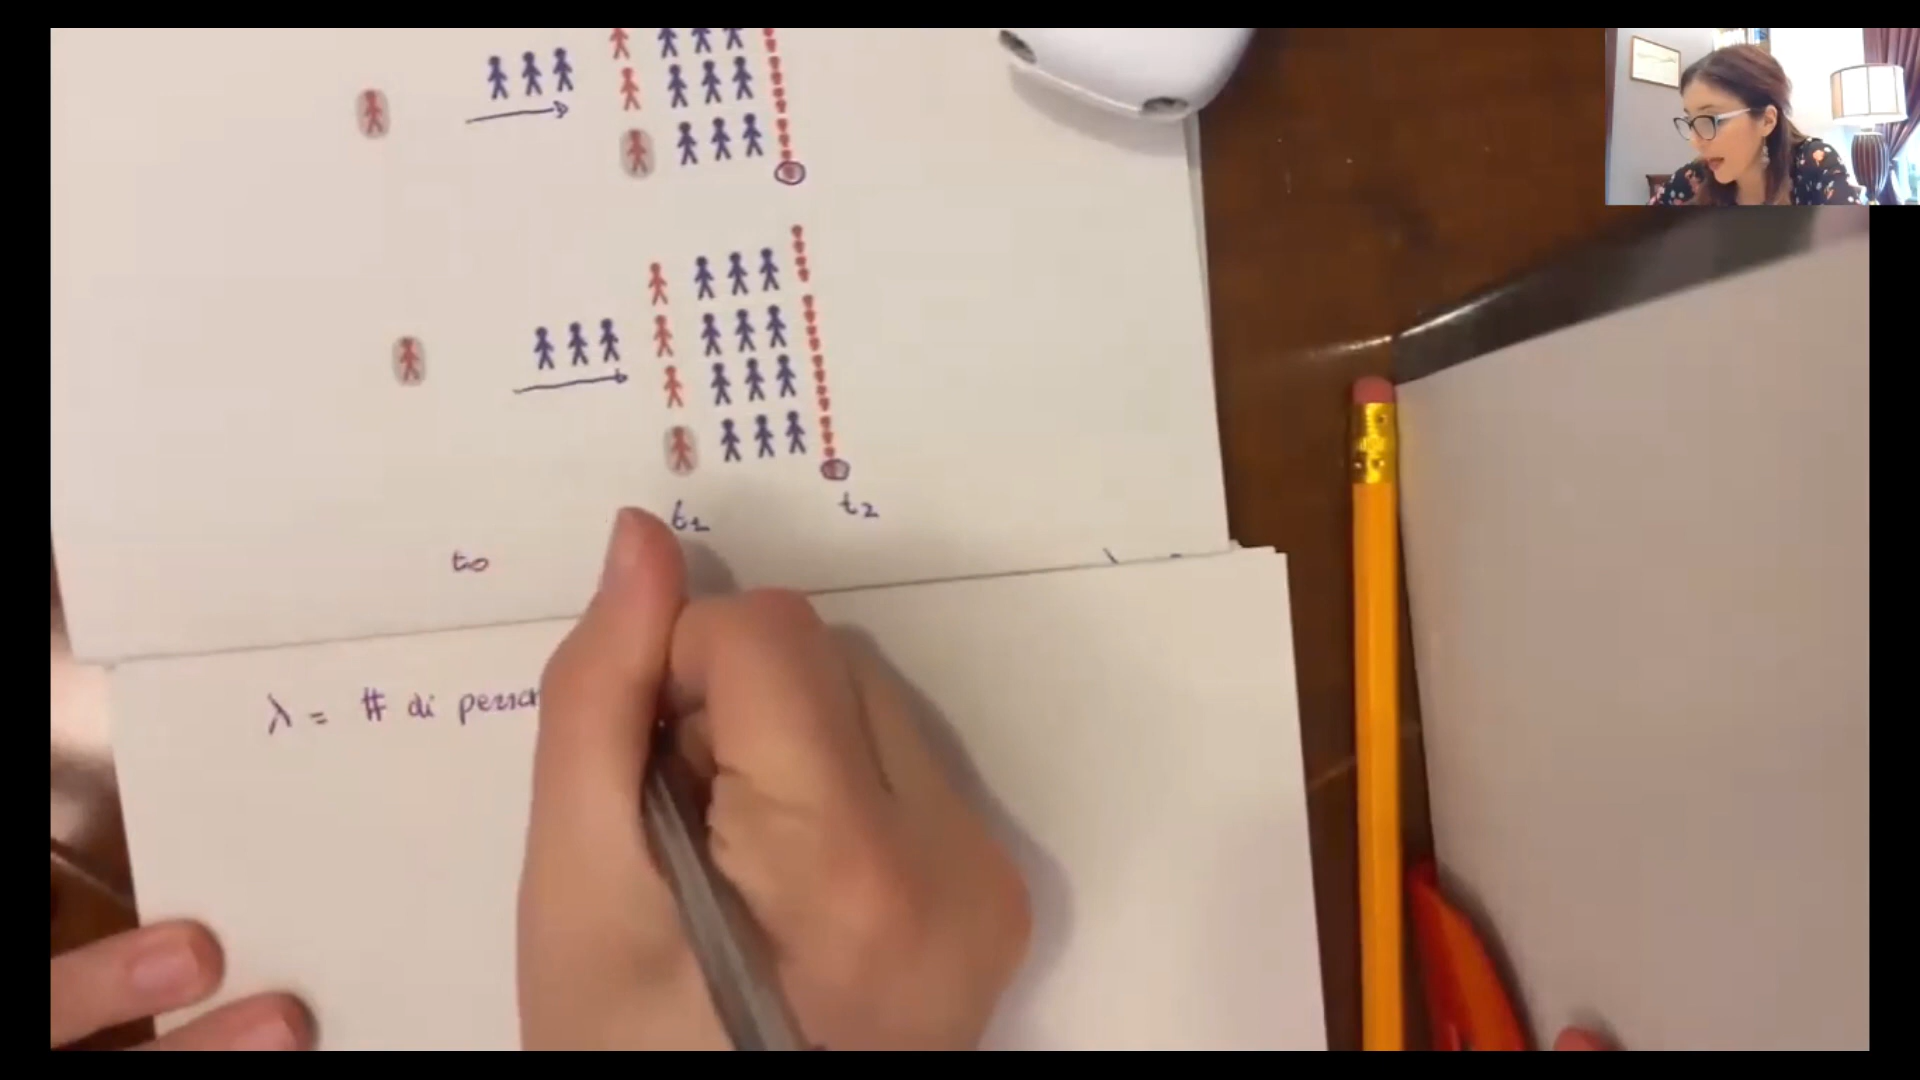 t₁
t₂
t₀
λ = # di person